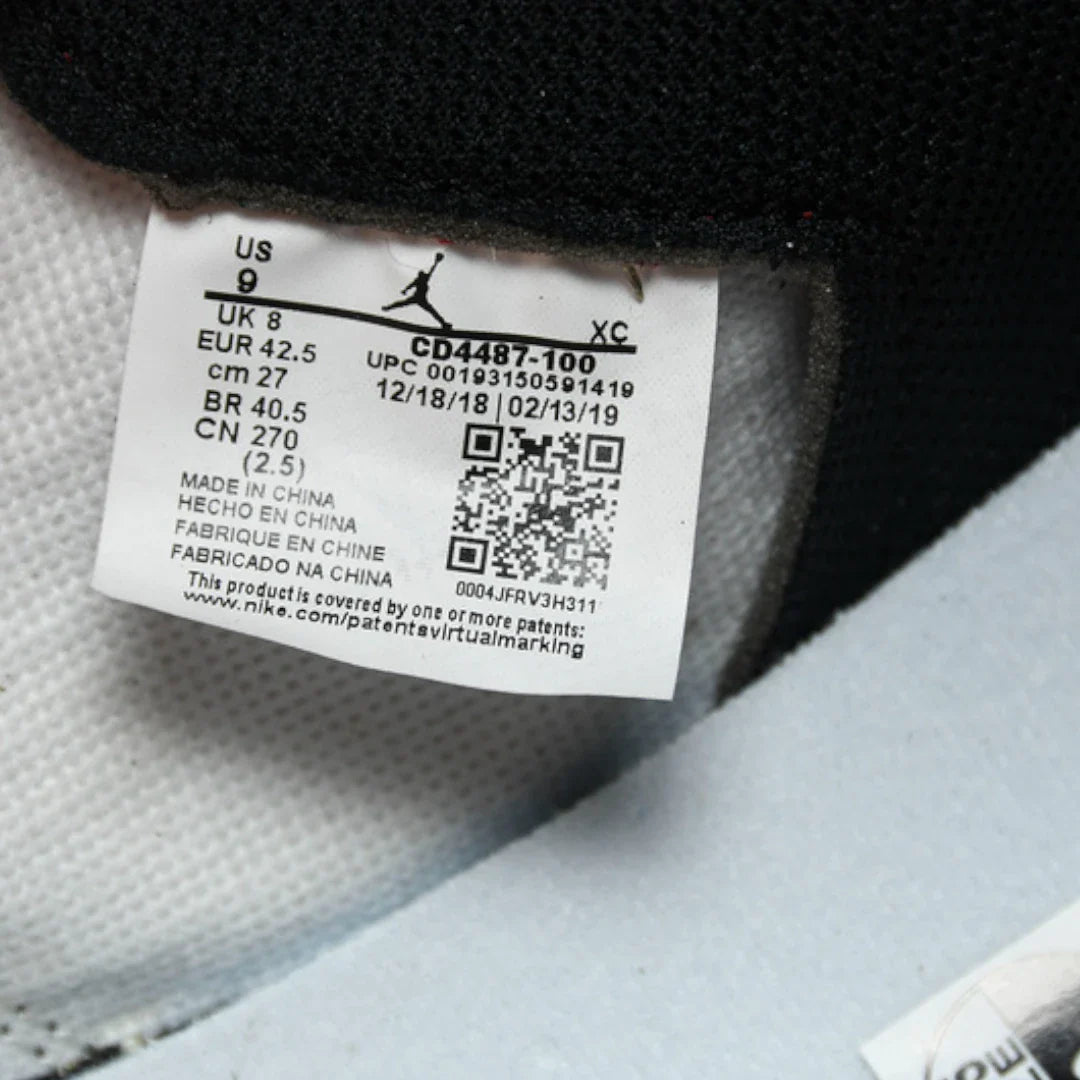 US
9
UK 8
EUR 42.5
cm 27
BR 40.5
CN 270
(2.5)
XC
CD4487-100
UPC 00193150591419
12/18/18 | 02/13/19
0004JFRV3H311
MADE IN CHINA
HECHO EN CHINA
FABRIQUE EN CHINE
FABRICADO NA CHINA
This product is covered by one or more patents:
www.nike.com/patentsvirtualmarking